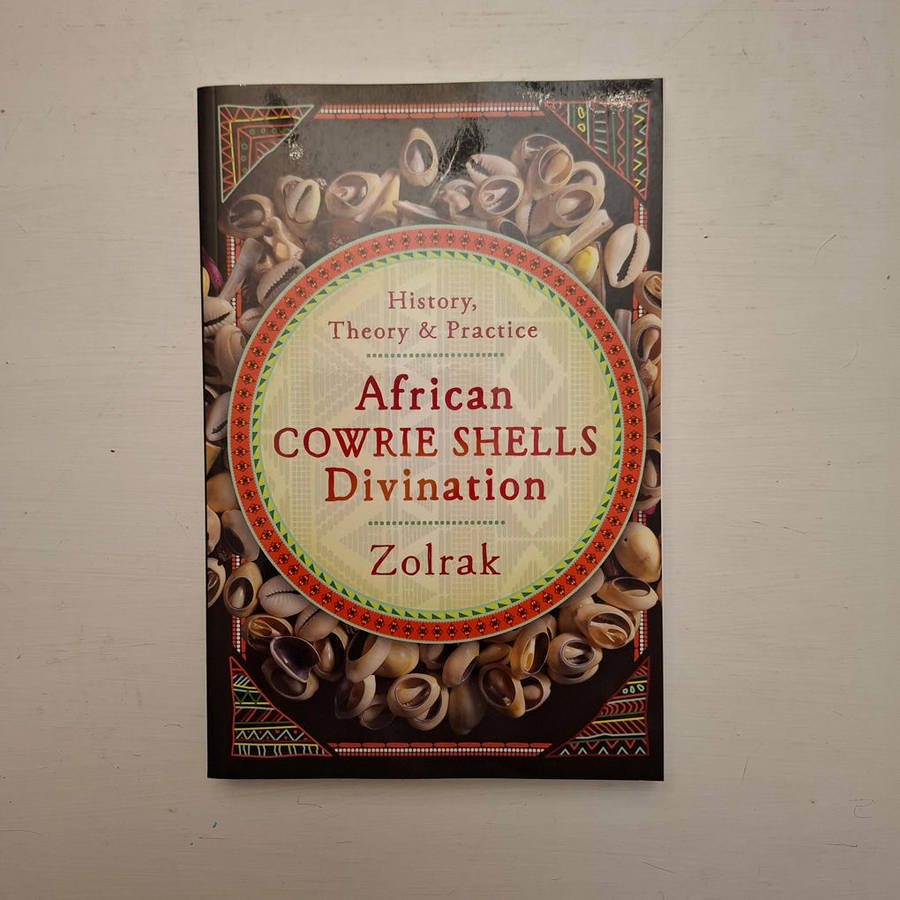 History,
Theory & Practice
African
COWRIE SHELLS
Divination
Zolrak